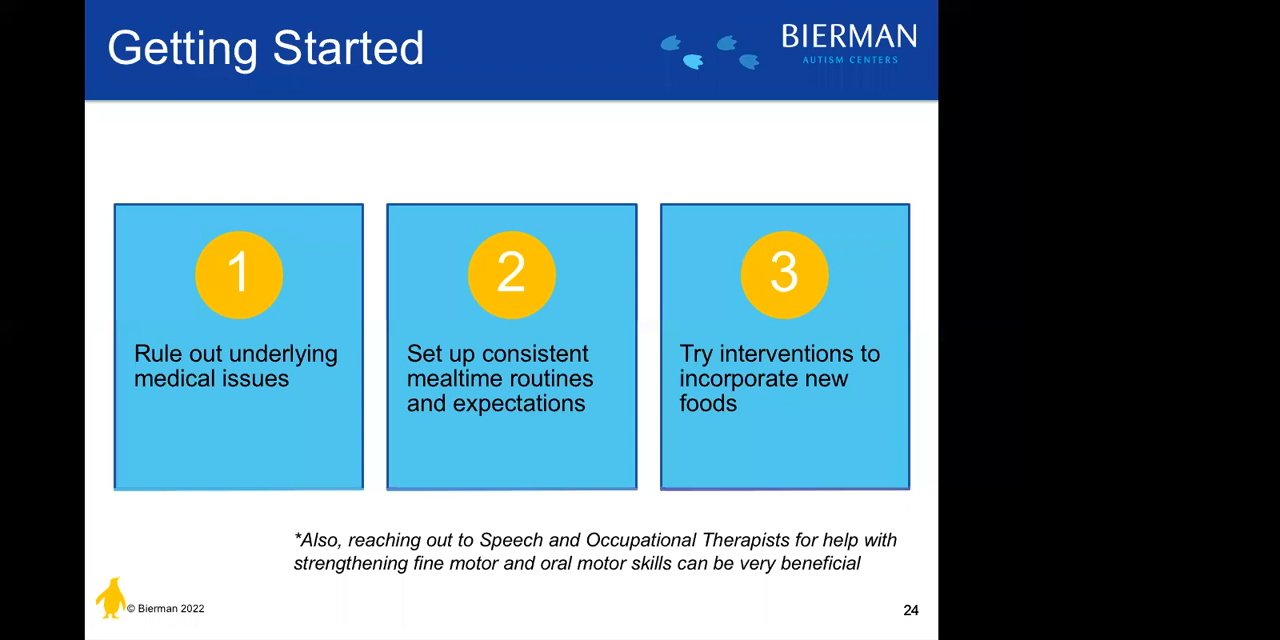 Getting Started
BIERMAN
AUTISM CENTERS
1
Rule out underlying
medical issues
2
Set up consistent
mealtime routines
and expectations
3
Try interventions to
incorporate new
foods
*Also, reaching out to Speech and Occupational Therapists for help with
strengthening fine motor and oral motor skills can be very beneficial
© Bierman 2022
24